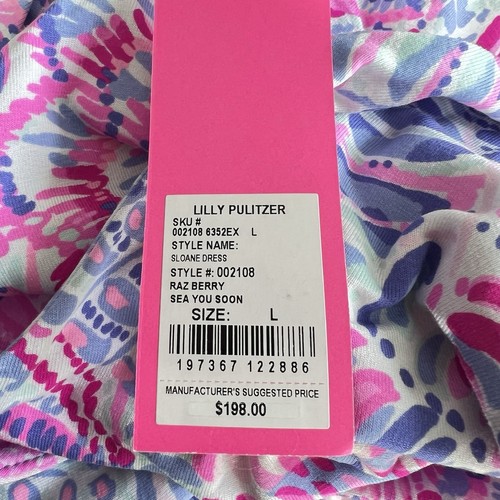 LILLY PULITZER
SKU #
002108 6352EX L
STYLE NAME:
SLOANE DRESS
STYLE #: 002108
RAZ BERRY
SEA YOU SOON
SIZE: L
197367 122886
MANUFACTURER'S SUGGESTED PRICE
$198.00